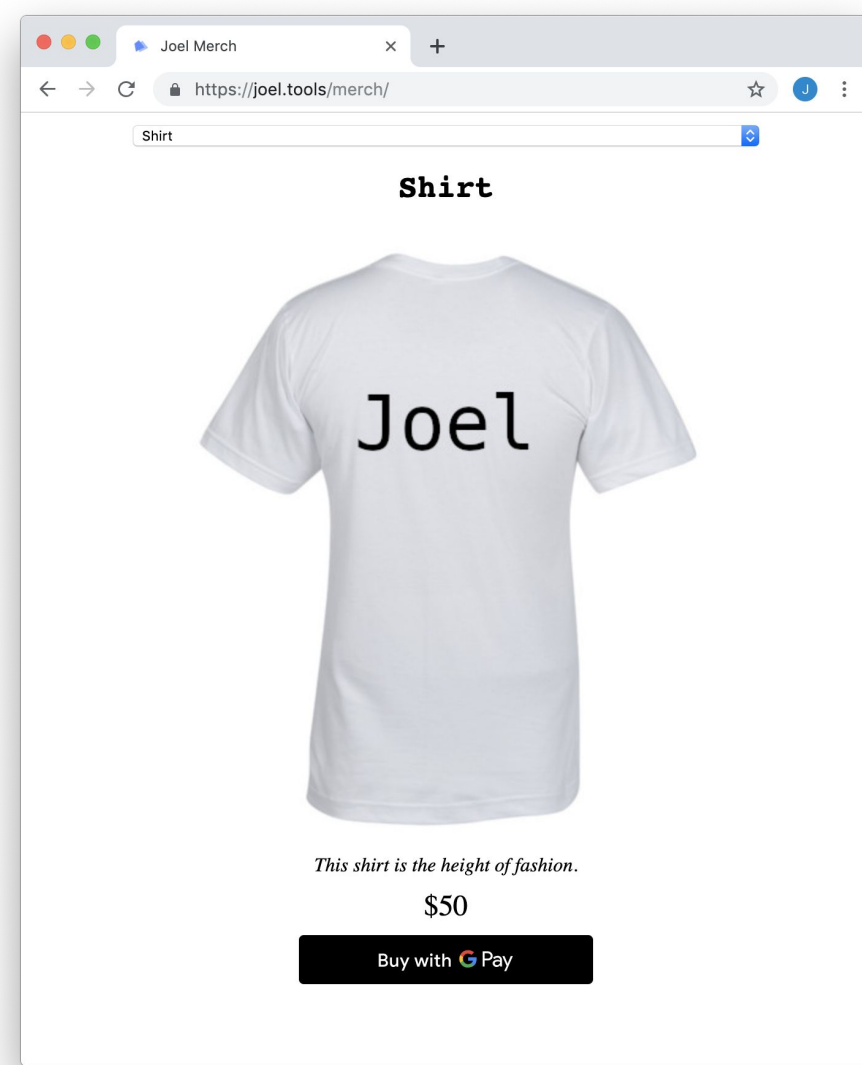 Joel Merch
https://joel.tools/merch/
J
Shirt
Shirt
Joel
This shirt is the height of fashion.
$50
Buy with G Pay